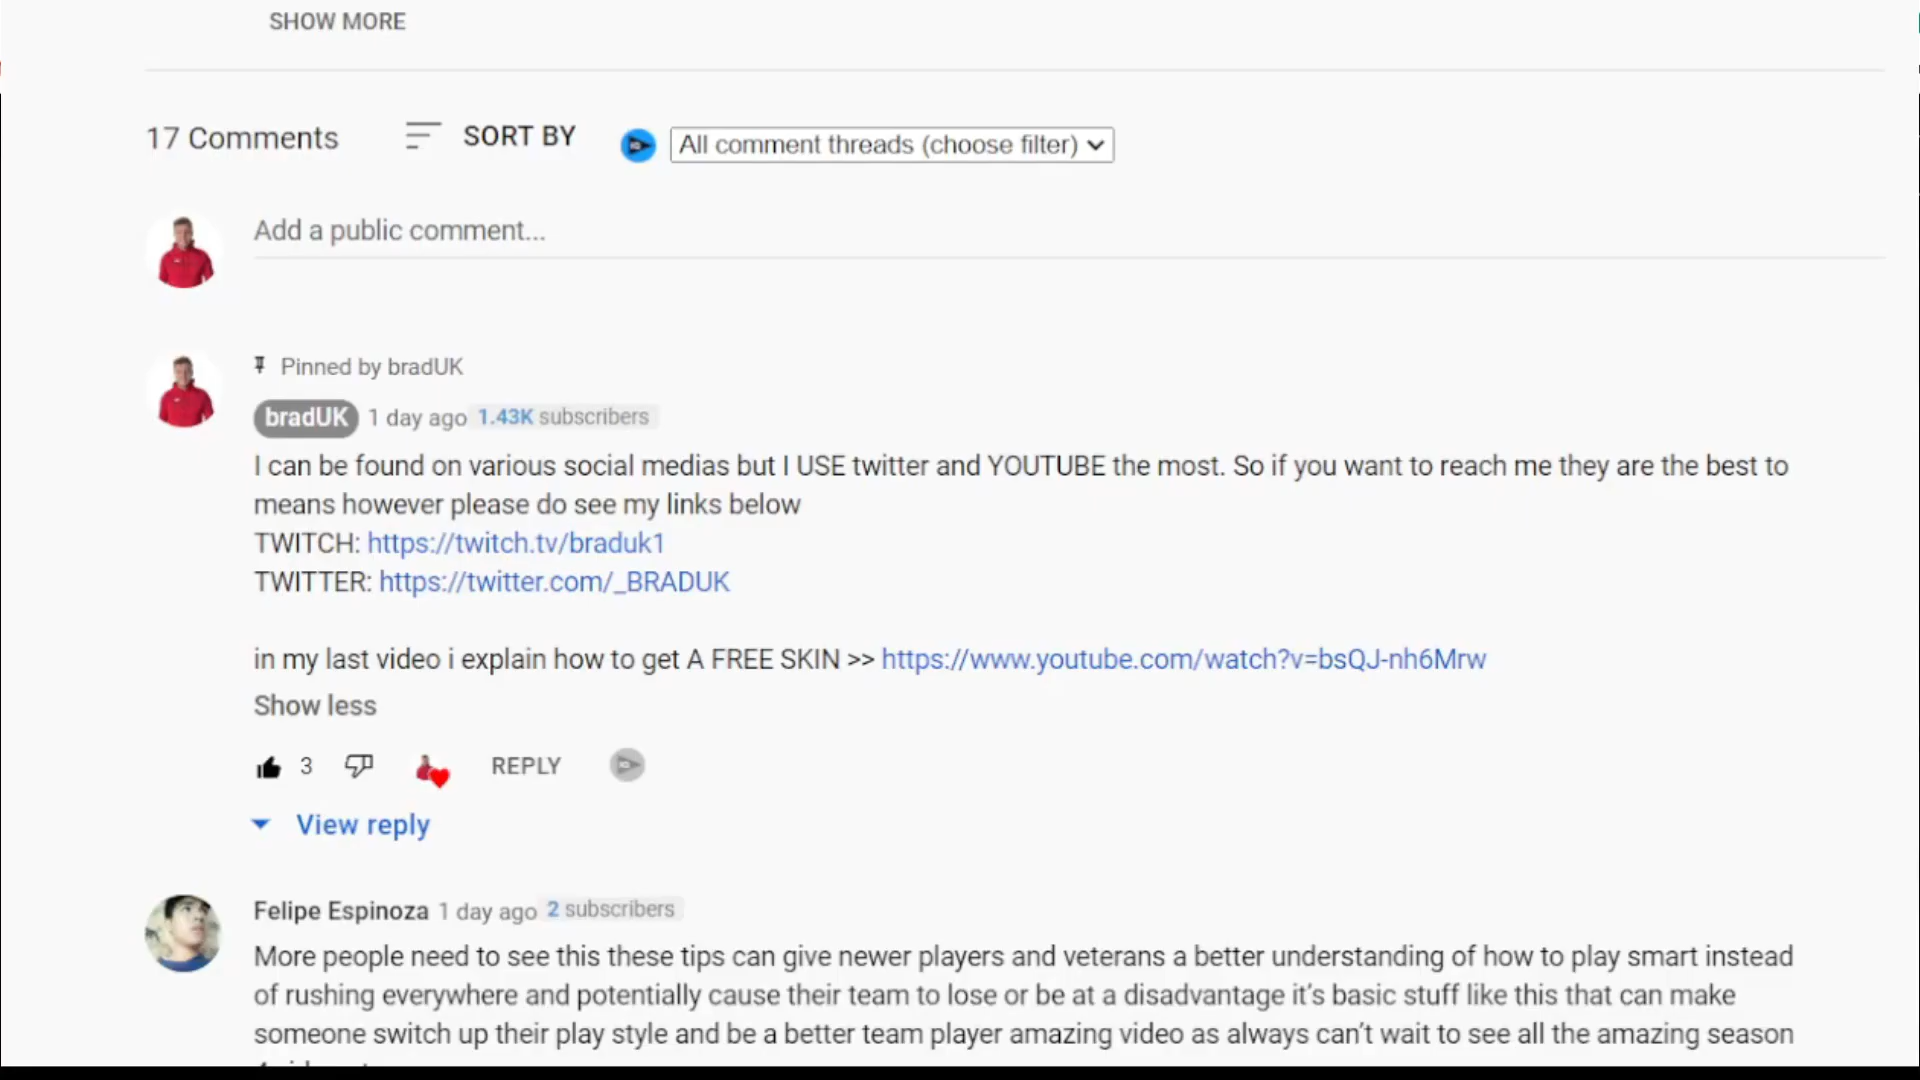 SHOW MORE
17 Comments
SORT BY
All comment threads (choose filter)
Add a public comment...
Pinned by bradUK
bradUK 1 day ago 1.43K subscribers
I can be found on various social medias but I USE twitter and YOUTUBE the most. So if you want to reach me they are the best to
means however please do see my links below
TWITCH: https://twitch.tv/braduk1
TWITTER: https://twitter.com/_BRADUK
in my last video i explain how to get A FREE SKIN >> https://www.youtube.com/watch?v=bsQJ-nh6Mrw
Show less
3
REPLY
View reply
Felipe Espinoza 1 day ago 2 subscribers
More people need to see this these tips can give newer players and veterans a better understanding of how to play smart instead
of rushing everywhere and potentially cause their team to lose or be at a disadvantage it's basic stuff like this that can make
someone switch up their play style and be a better team player amazing video as always can't wait to see all the amazing season